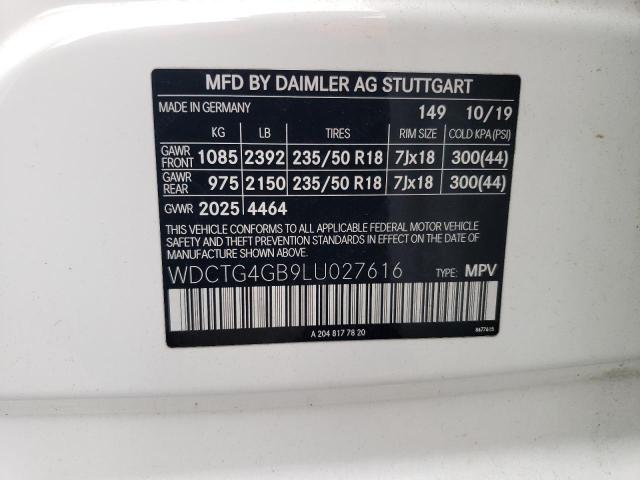 MFD BY DAIMLER AG STUTTGART
MADE IN GERMANY 149 10/19
KG LB TIRES RIM SIZE COLD KPA(PSI)
GAWR FRONT 1085 2392 235/50 R18 7Jx18 300(44)
GAWR REAR 975 2150 235/50 R18 7Jx18 300(44)
GVWR 2025 4464
THIS VEHICLE CONFORMS TO ALL APPLICABLE FEDERAL MOTOR VEHICLE
SAFETY AND THEFT PREVENTION STANDARDS IN EFFECT ON THE DATE OF
MANUFACTURE SHOWN ABOVE.
WDCTG4GB9LU027616 TYPE: MPV
A 204 817 78 20